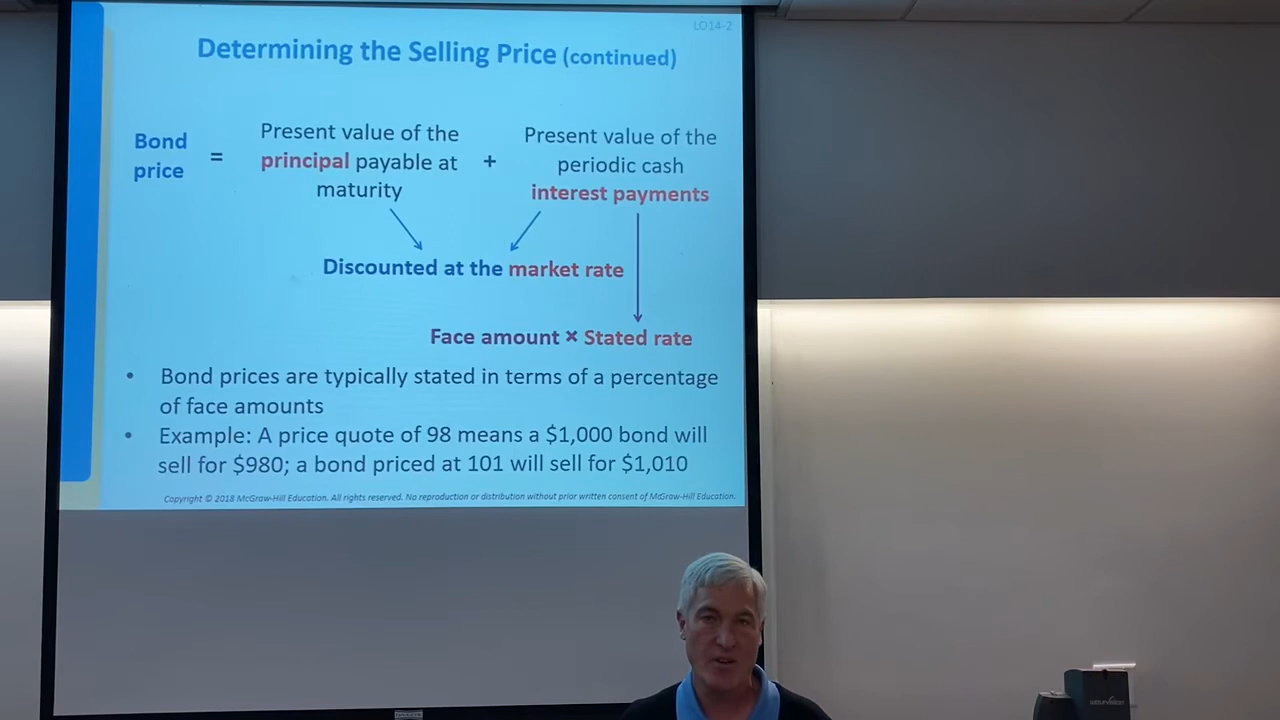 LO14-2
Determining the Selling Price (continued)
Bond price
=
Present value of the
principal payable at
maturity
+
Present value of the
periodic cash
interest payments
Discounted at the market rate
Face amount × Stated rate
• Bond prices are typically stated in terms of a percentage
of face amounts
• Example: A price quote of 98 means a $1,000 bond will
sell for $980; a bond priced at 101 will sell for $1,010
Copyright © 2018 McGraw-Hill Education. All rights reserved. No reproduction or distribution without prior written consent of McGraw-Hill Education.